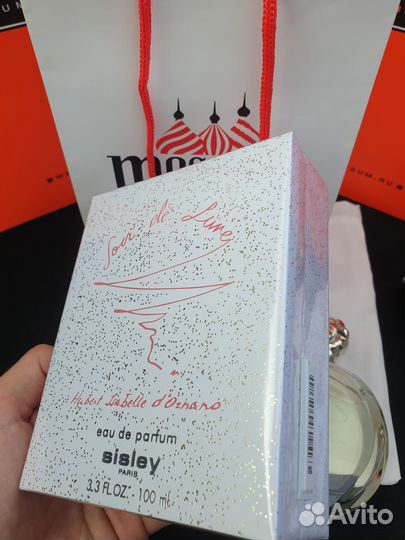 Soir de Lune
Hubert Isabelle d'Ornano
eau de parfum
sisley
PARIS
3.3 FL.OZ. 100 ml
Avito